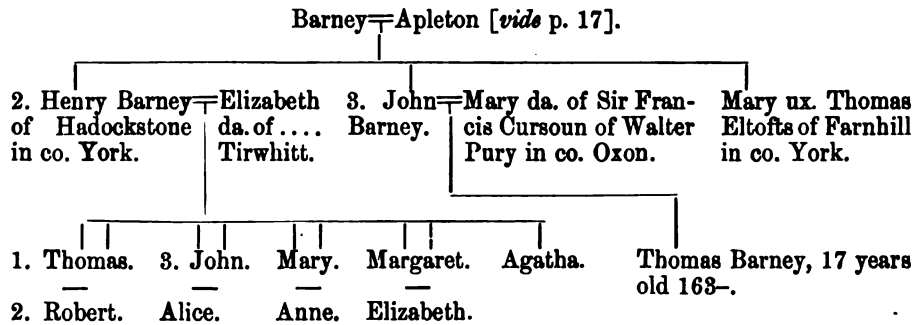 Barney=Apleton [vide p. 17].
2. Henry Barney=Elizabeth 3. John=Mary da. of Sir Fran- Mary ux. Thomas
of Hadockstone da. of .... Barney. cis Cursoun of Walter Eltofts of Farnhill
in co. York. Tirwhitt. Pury in co. Oxon. in co. York.
1. Thomas. 3. John. Mary. Margaret. Agatha. Thomas Barney, 17 years
old 163–.
2. Robert. Alice. Anne. Elizabeth.